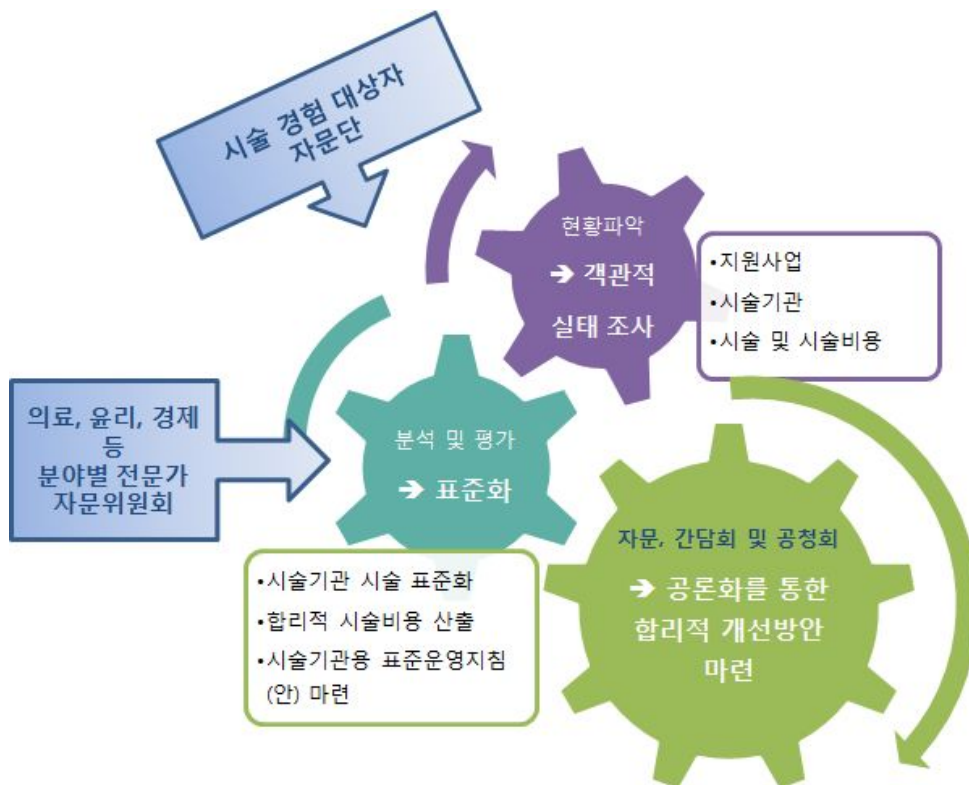 시술 경험 대상자
자문단
현황파악
➔ 객관적
실태 조사
•지원사업
•시술기관
•시술 및 시술비용
의료, 윤리, 경제
등
분야별 전문가
자문위원회
분석 및 평가
➔ 표준화
•시술기관 시술 표준화
•합리적 시술비용 산출
•시술기관용 표준운영지침
(안) 마련
자문, 간담회 및 공청회
➔ 공론화를 통한
합리적 개선방안
마련